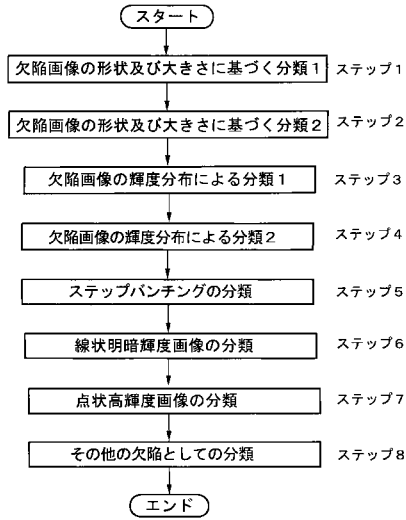 スタート
欠陥画像の形状及び大きさに基づく分類1 ステップ1
欠陥画像の形状及び大きさに基づく分類2 ステップ2
欠陥画像の輝度分布による分類1 ステップ3
欠陥画像の輝度分布による分類2 ステップ4
ステップバンチングの分類 ステップ5
線状明暗輝度画像の分類 ステップ6
点状高輝度画像の分類 ステップ7
その他の欠陥としての分類 ステップ8
エンド